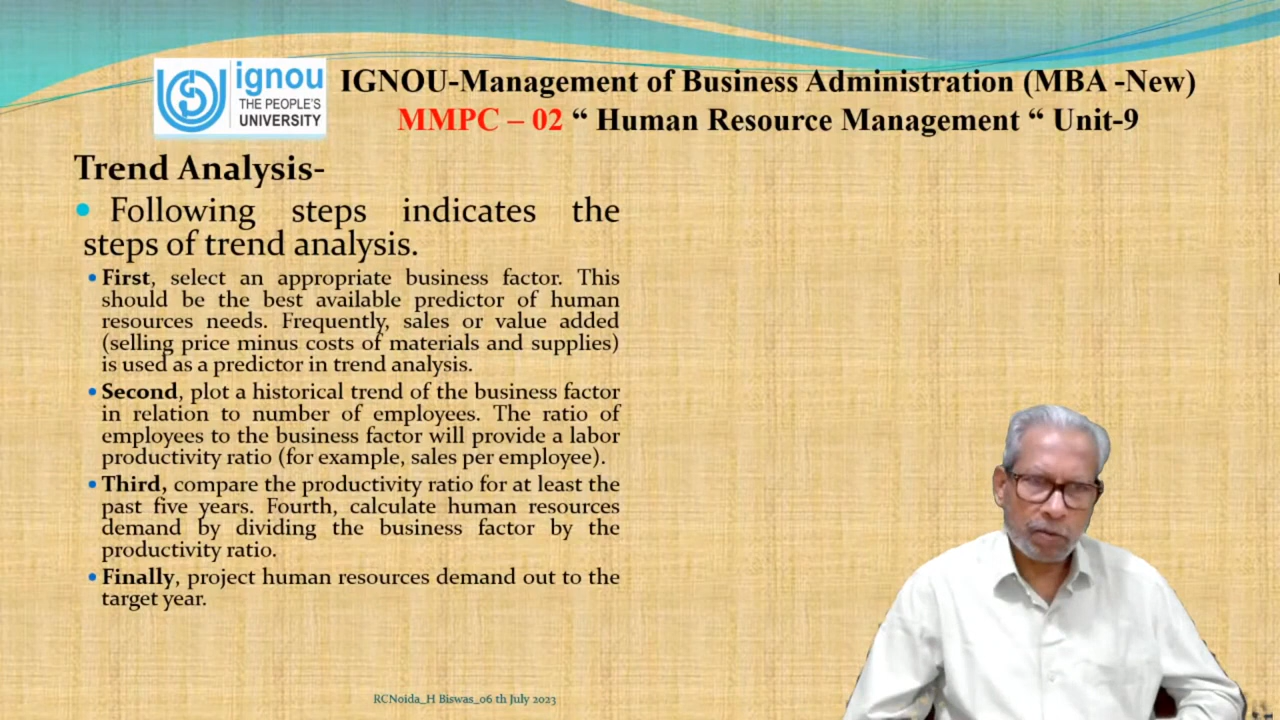 ignou
THE PEOPLE'S
UNIVERSITY
IGNOU-Management of Business Administration (MBA -New)
MMPC – 02 “ Human Resource Management “ Unit-9
Trend Analysis-
• Following steps indicates the
steps of trend analysis.
• First, select an appropriate business factor. This
should be the best available predictor of human
resources needs. Frequently, sales or value added
(selling price minus costs of materials and supplies)
is used as a predictor in trend analysis.
• Second, plot a historical trend of the business factor
in relation to number of employees. The ratio of
employees to the business factor will provide a labor
productivity ratio (for example, sales per employee).
• Third, compare the productivity ratio for at least the
past five years. Fourth, calculate human resources
demand by dividing the business factor by the
productivity ratio.
• Finally, project human resources demand out to the
target year.
RCNoida_H Biswas_06 th July 2023